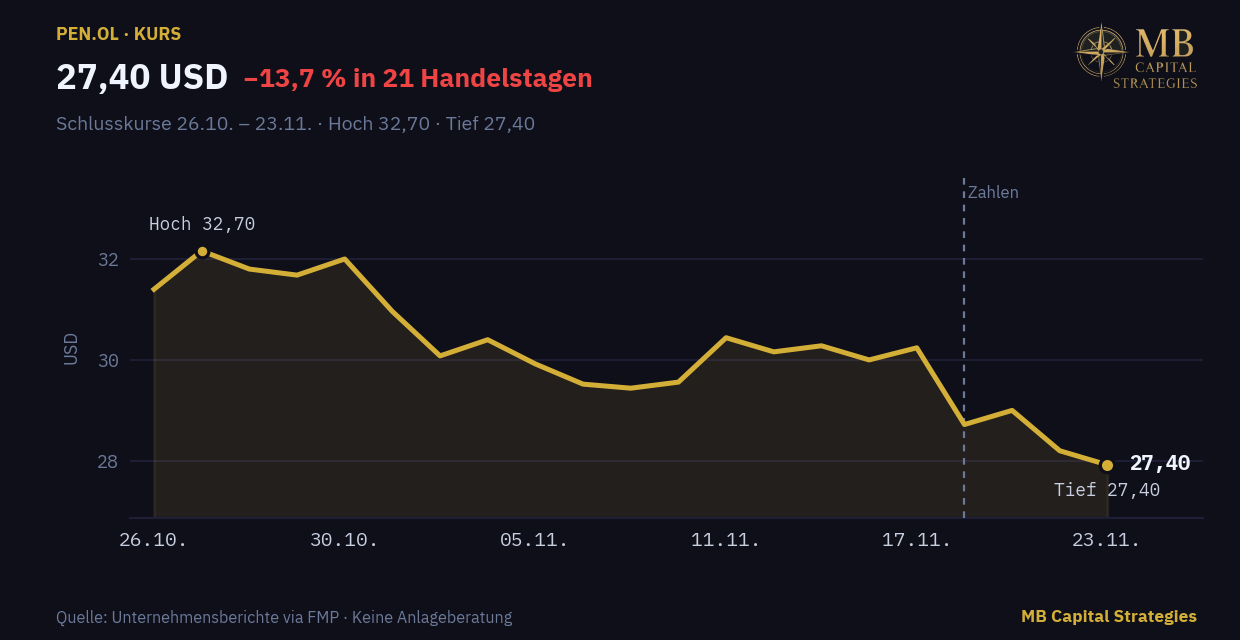 PEN.OL · KURS
MB
CAPITAL
STRATEGIES
27,40 USD –13,7 % in 21 Handelstagen
Schlusskurse 26.10. – 23.11. · Hoch 32,70 · Tief 27,40
Zahlen
Hoch 32,70
32
USD
30
28
27,40
Tief 27,40
26.10. 30.10. 05.11. 11.11. 17.11. 23.11.
Quelle: Unternehmensberichte via FMP · Keine Anlageberatung
MB Capital Strategies